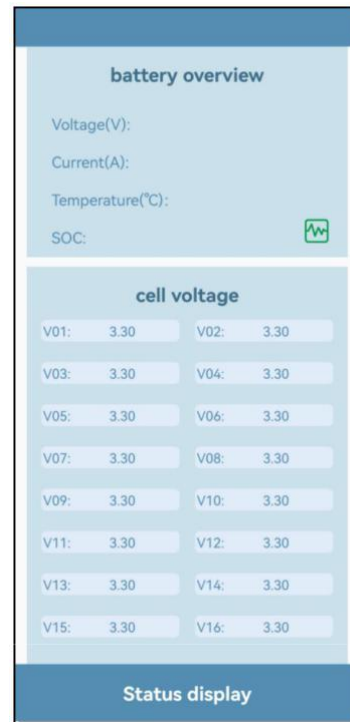 battery overview
Voltage(V):
Current(A):
Temperature(℃):
SOC:
cell voltage
V01: 3.30 V02: 3.30
V03: 3.30 V04: 3.30
V05: 3.30 V06: 3.30
V07: 3.30 V08: 3.30
V09: 3.30 V10: 3.30
V11: 3.30 V12: 3.30
V13: 3.30 V14: 3.30
V15: 3.30 V16: 3.30
Status display